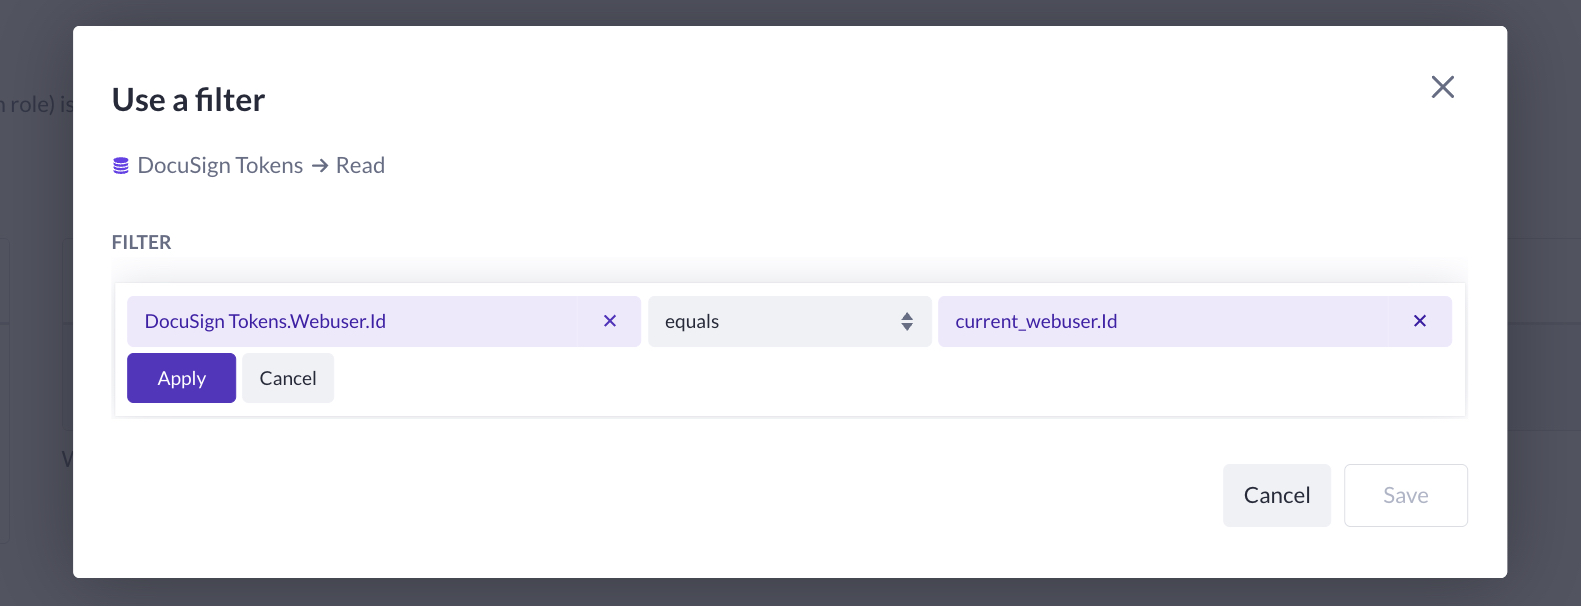 Use a filter
n role) is
DocuSign Tokens → Read
FILTER
DocuSign Tokens.Webuser.Id × equals current_webuser.Id ×
Apply Cancel
Cancel Save